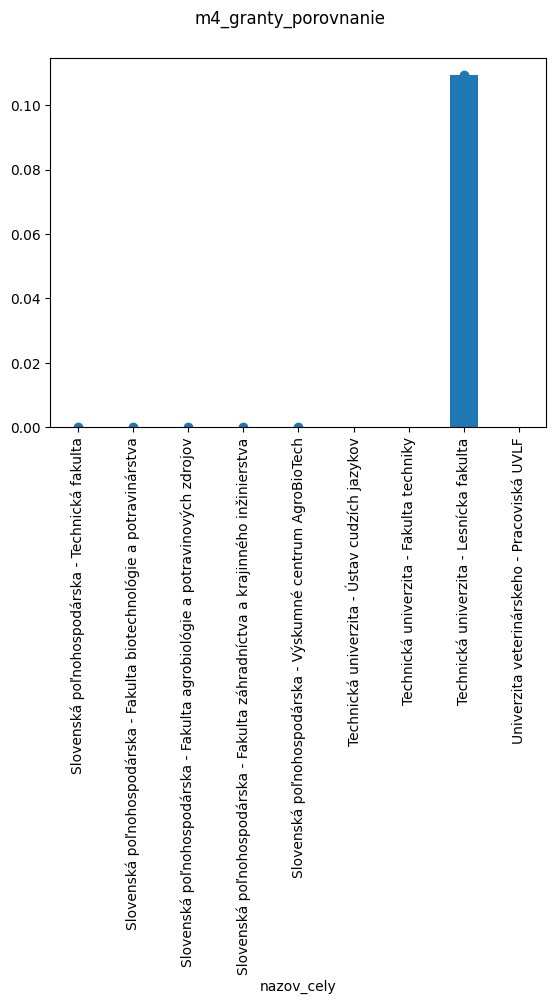 m4_granty_porovnanie
0.10
0.08
0.06
0.04
0.02
0.00
Slovenská poľnohospodárska - Technická fakulta
Slovenská poľnohospodárska - Fakulta biotechnológie a potravinárstva
Slovenská poľnohospodárska - Fakulta agrobiológie a potravinových zdrojov
Slovenská poľnohospodárska - Fakulta záhradníctva a krajinného inžinierstva
Slovenská poľnohospodárska - Výskumné centrum AgroBioTech
Technická univerzita - Ústav cudzích jazykov
Technická univerzita - Fakulta techniky
Technická univerzita - Lesnícka fakulta
Univerzita veterinárskeho - Pracoviská UVLF
nazov_cely